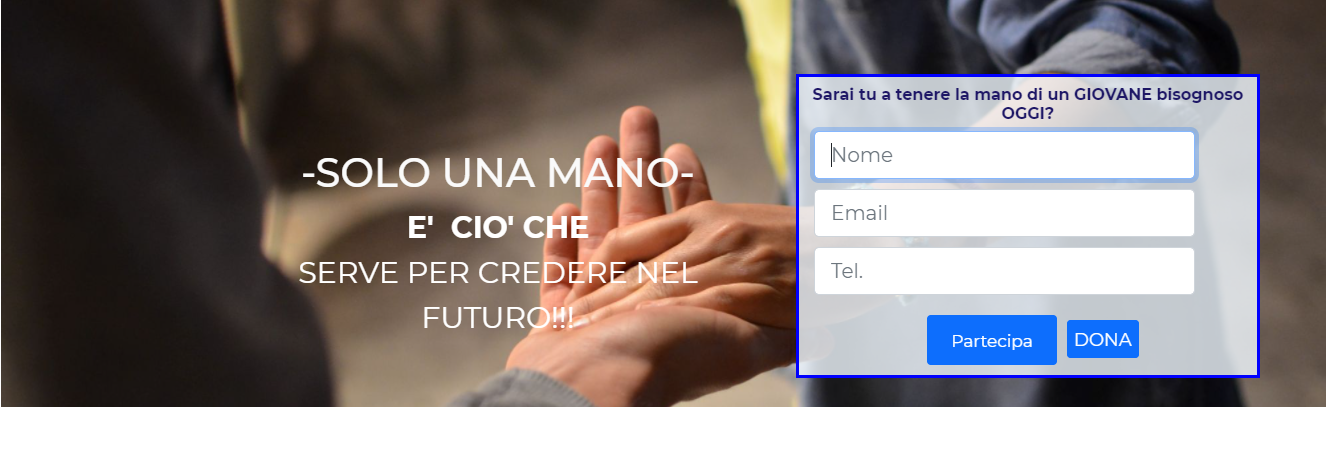 -SOLO UNA MANO-
E' CIO' CHE
SERVE PER CREDERE NEL
FUTURO!!!
Sarai tu a tenere la mano di un GIOVANE bisognoso
OGGI?
Nome
Email
Tel.
Partecipa
DONA